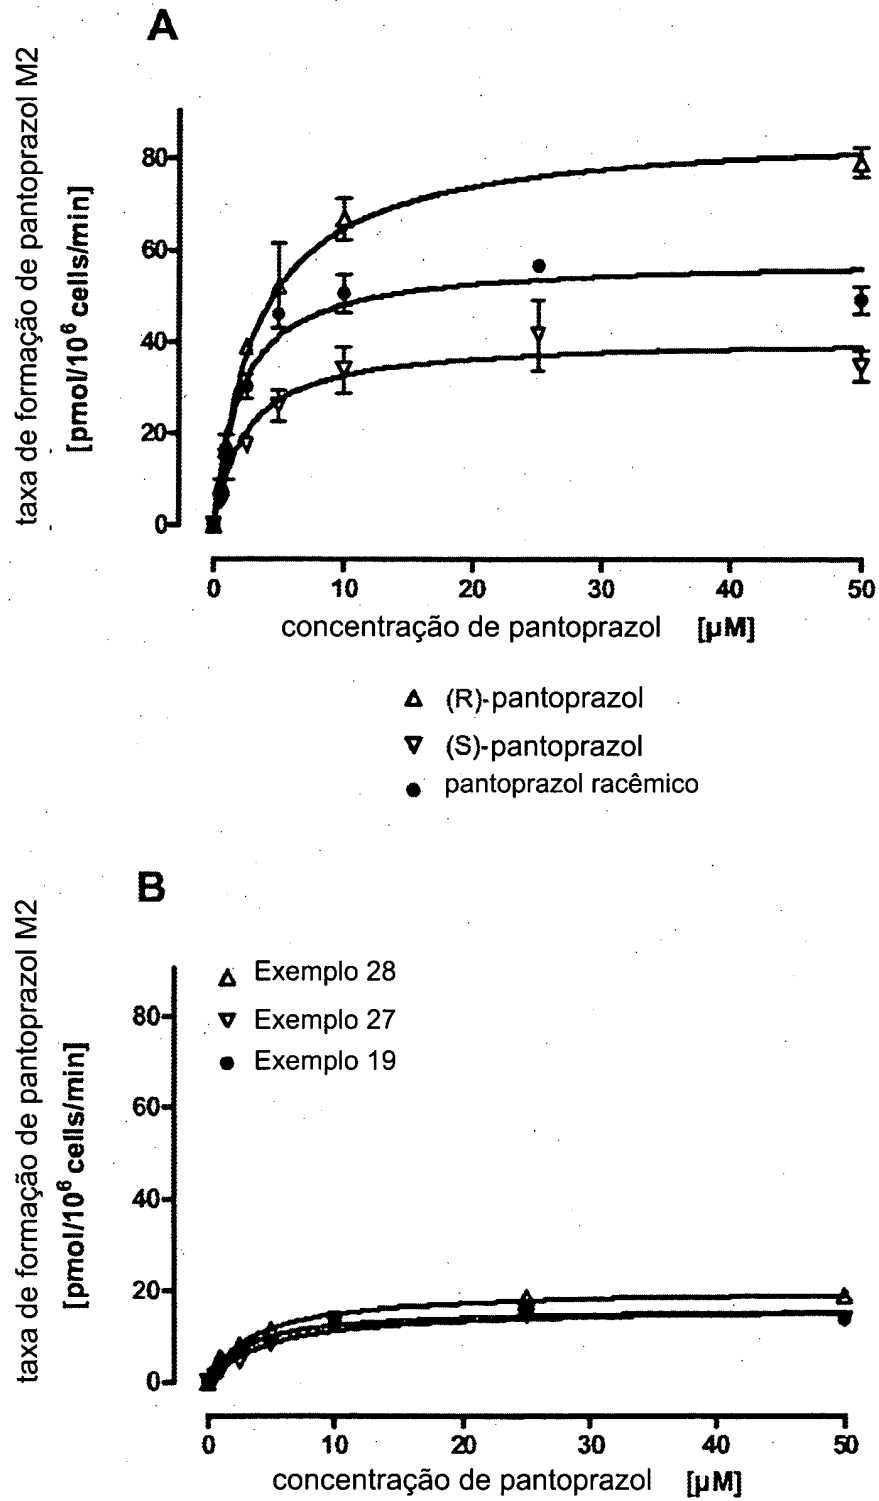 A
taxa de formação de pantoprazol M2
[pmol/10⁶ cells/min]
80
60
40
20
0
0 10 20 30 40 50
concentração de pantoprazol [µM]
(R)-pantoprazol
(S)-pantoprazol
pantoprazol racêmico
B
taxa de formação de pantoprazol M2
[pmol/10⁶ cells/min]
Exemplo 28
Exemplo 27
Exemplo 19
80
60
40
20
0
0 10 20 30 40 50
concentração de pantoprazol [µM]